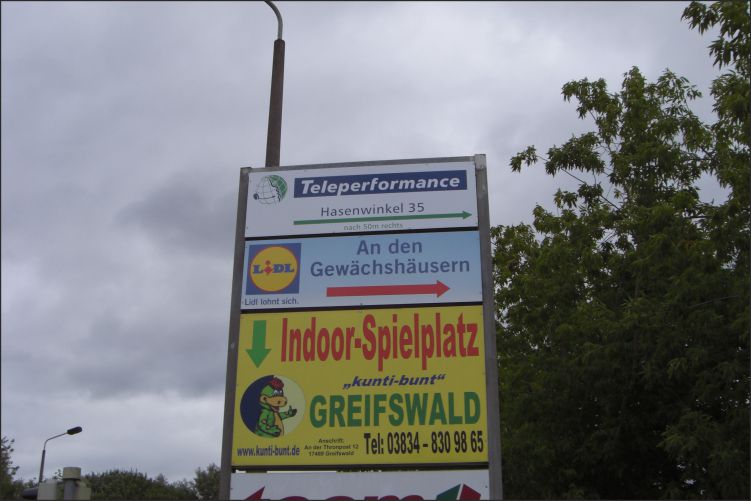 Teleperformance
Hasenwinkel 35
nach 50m rechts
LIDL
Lidl lohnt sich.
An den
Gewächshäusern
Indoor-Spielplatz
„kunti-bunt“
GREIFSWALD
www.kunti-bunt.de
Anschrift:
An der Thronpost 12
17489 Greifswald
Tel: 03834 - 830 98 65